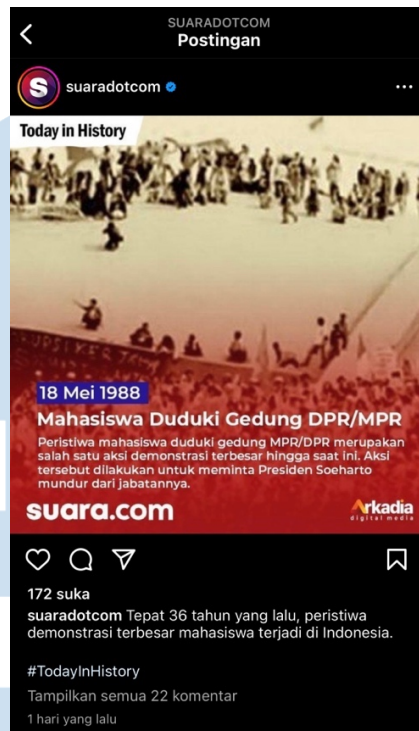 SUARADOTCOM
Postingan
suaradotcom
Today in History
18 Mei 1988
Mahasiswa Duduki Gedung DPR/MPR
Peristiwa mahasiswa duduki gedung MPR/DPR merupakan
salah satu aksi demonstrasi terbesar hingga saat ini. Aksi
tersebut dilakukan untuk meminta Presiden Soeharto
mundur dari jabatannya.
suara.com
Arkadia
digital media
172 suka
suaradotcom Tepat 36 tahun yang lalu, peristiwa
demonstrasi terbesar mahasiswa terjadi di Indonesia.
#TodayInHistory
Tampilkan semua 22 komentar
1 hari yang lalu